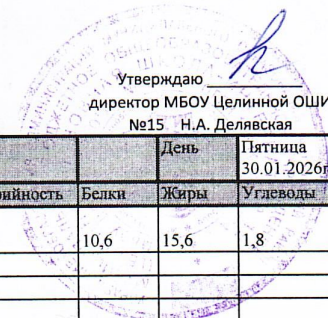 Утверждаю
директор МБОУ Целинной ОШИ
№15 Н.А. Делявская
День Пятница
30.01.2026г
рийность Белки Жиры Углеводы
10,6 15,6 1,8